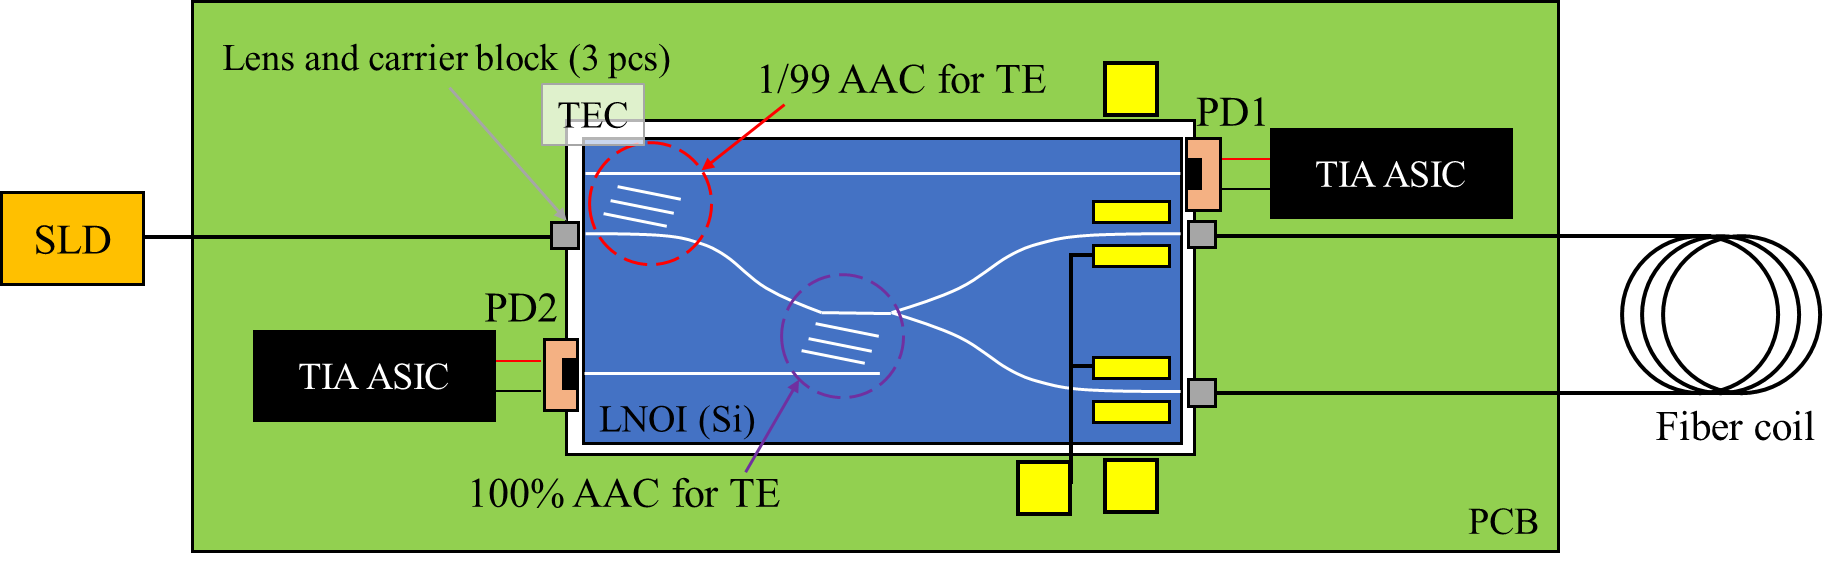 Lens and carrier block (3 pcs)
1/99 AAC for TE
TEC
PD1
TIA ASIC
SLD
PD2
TIA ASIC
LNOI (Si)
Fiber coil
100% AAC for TE
PCB